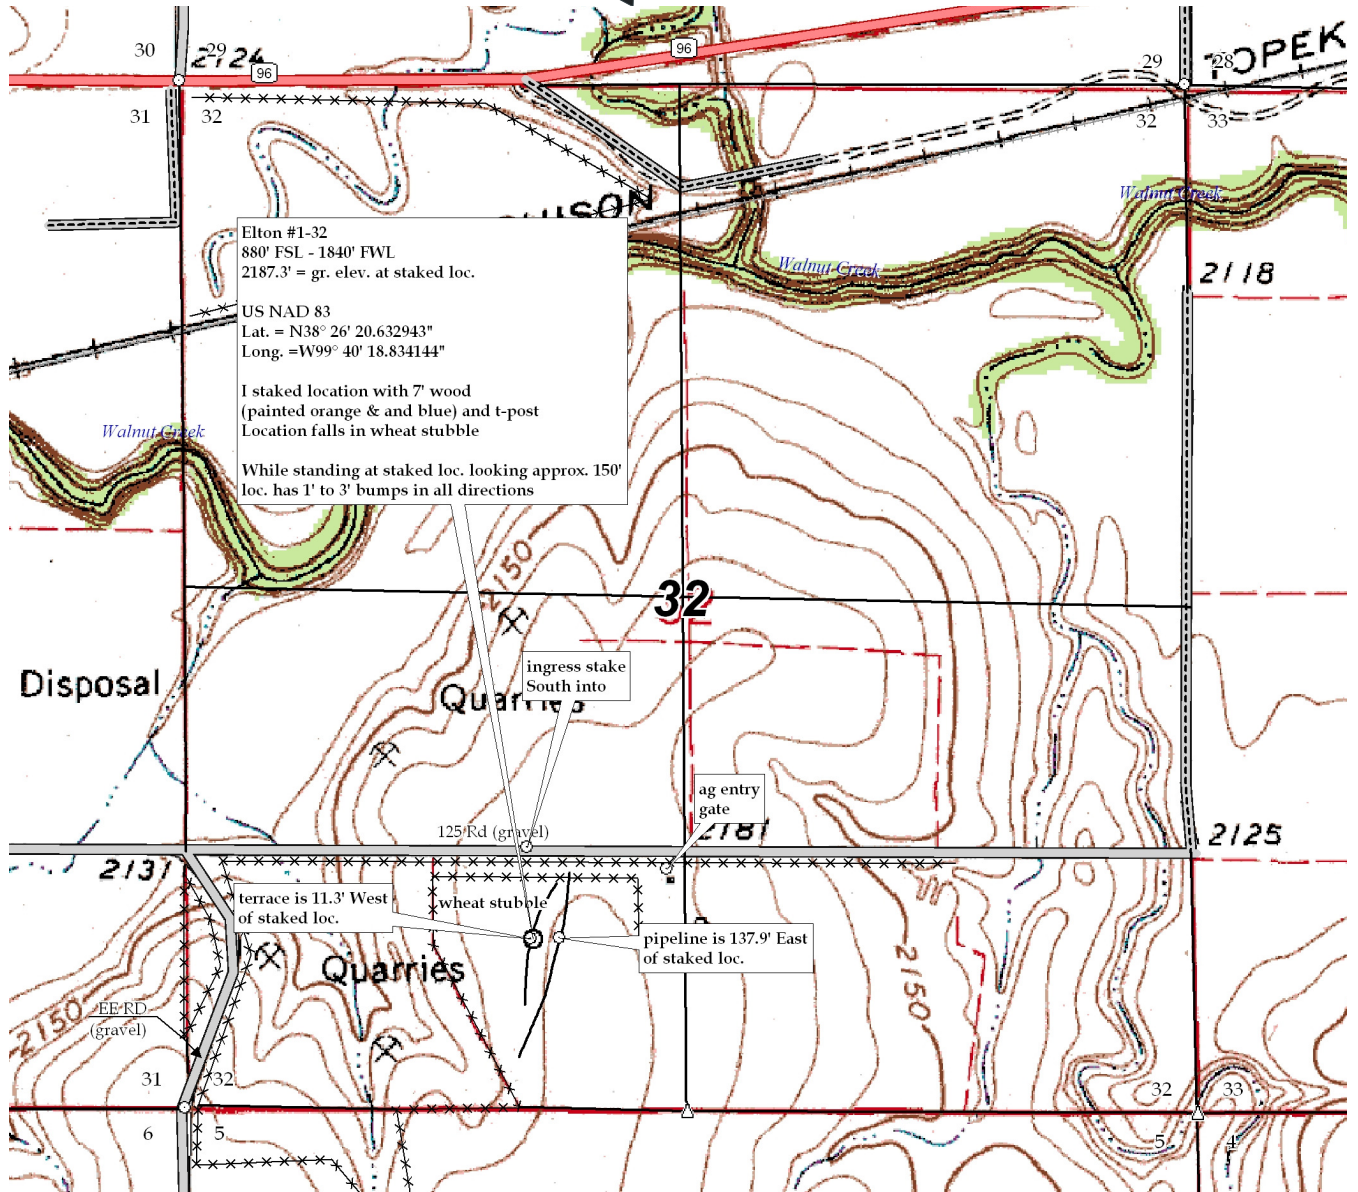 30
29
2124
96
96
29
28
TOPEK
31
32
32
33
Walnut Creek
Elton #1-32
880' FSL - 1840' FWL
2187.3' = gr. elev. at staked loc.
US NAD 83
Lat. = N38° 26' 20.632943"
Long. =W99° 40' 18.834144"
I staked location with 7' wood
(painted orange & and blue) and t-post
Location falls in wheat stubble
While standing at staked loc. looking approx. 150'
loc. has 1' to 3' bumps in all directions
Walnut Creek
2118
Walnut Creek
2150
32
ingress stake
South into
Disposal
Quarries
ag entry
gate
125 Rd (gravel)
2181
2125
2131
terrace is 11.3' West
of staked loc.
wheat stubble
pipeline is 137.9' East
of staked loc.
Quarries
2150
2150
EE RD
(gravel)
31
32
32
33
6
5
5
4